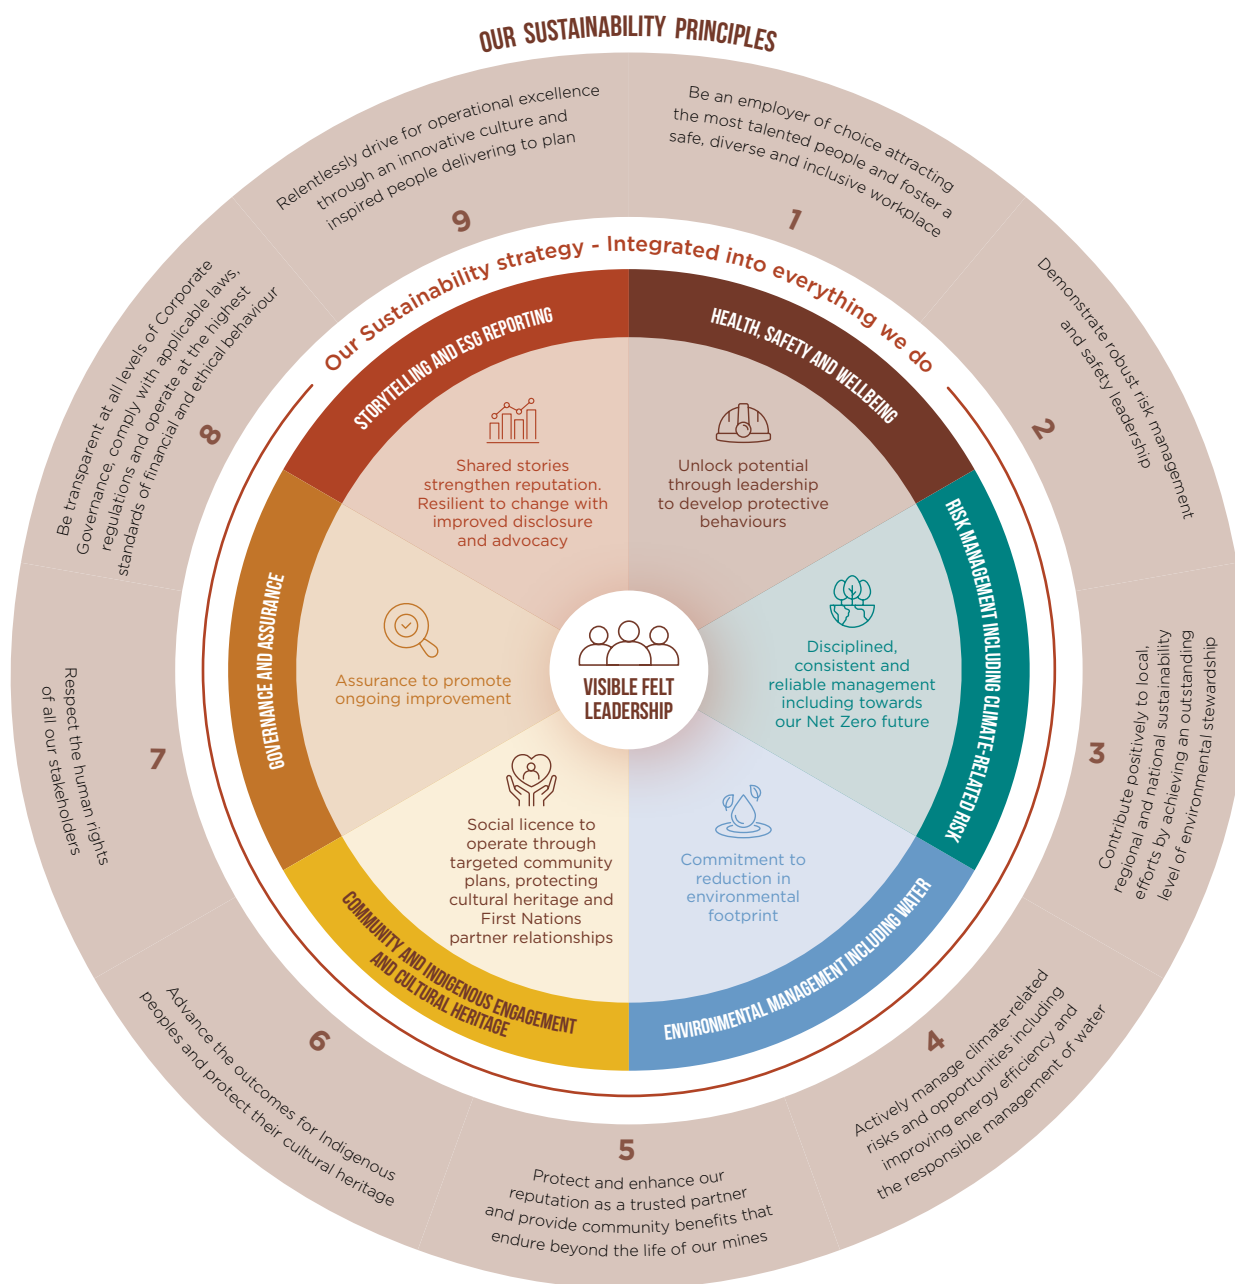 OUR SUSTAINABILITY PRINCIPLES
Be an employer of choice attracting
the most talented people and foster a
safe, diverse and inclusive workplace
1
Demonstrate robust risk management
and safety leadership
2
Contribute positively to local,
regional and national sustainability
efforts by achieving an outstanding
level of environmental stewardship
3
Actively manage climate-related
risks and opportunities including
improving energy efficiency and
the responsible management of water
4
5
Protect and enhance our
reputation as a trusted partner
and provide community benefits that
endure beyond the life of our mines
6
Advance the outcomes for Indigenous
peoples and protect their cultural heritage
7
Respect the human rights
of all our stakeholders
8
Be transparent at all levels of Corporate
Governance, comply with applicable laws,
regulations and operate at the highest
standards of financial and ethical behaviour
9
Relentlessly drive for operational excellence
through an innovative culture and
inspired people delivering to plan
Our Sustainability strategy - Integrated into everything we do
HEALTH, SAFETY AND WELLBEING
Unlock potential
through leadership
to develop protective
behaviours
RISK MANAGEMENT INCLUDING CLIMATE-RELATED RISK
Disciplined,
consistent and
reliable management
including towards
our Net Zero future
ENVIRONMENTAL MANAGEMENT INCLUDING WATER
Commitment to
reduction in
environmental
footprint
COMMUNITY AND INDIGENOUS ENGAGEMENT
AND CULTURAL HERITAGE
Social licence to
operate through
targeted community
plans, protecting
cultural heritage and
First Nations
partner relationships
GOVERNANCE AND ASSURANCE
Assurance to promote
ongoing improvement
STORYTELLING AND ESG REPORTING
Shared stories
strengthen reputation.
Resilient to change with
improved disclosure
and advocacy
VISIBLE FELT
LEADERSHIP